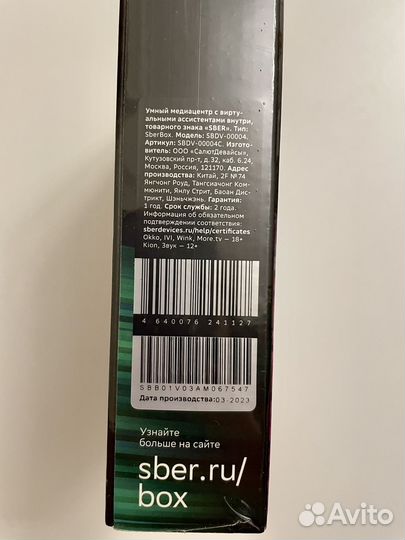 Умный медиацентр с вирту-
альными ассистентами внутри,
товарного знака «SBER». Тип:
SberBox. Модель: SBDV-00004.
Артикул: SBDV-00004C. Изгото-
витель: ООО «СалютДевайсы»,
Кутузовский пр-т, д.32, каб. 6.24,
Москва, Россия, 121170. Адрес
производства: Китай, 2F №74
Янгчонг Роуд, Тангсиачонг Ком-
мюнити, Янлу Стрит, Баоан Дис-
трикт, Шэньчжэнь. Гарантия:
1 год. Срок службы: 2 года.
Информация об обязательном
подтверждении соответствия:
sberdevices.ru/help/certificates
Okko, IVI, Wink, More.tv – 18+
Kion, Звук – 12+
4 640076 241127
SBB01V03AM067547
Дата производства: 03-2023
Узнайте
больше на сайте
sber.ru/
box
Avito